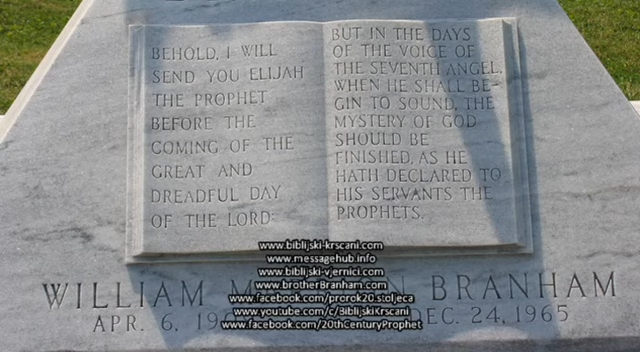 BEHOLD, I WILL
SEND YOU ELIJAH
THE PROPHET
BEFORE THE
COMING OF THE
GREAT AND
DREADFUL DAY
OF THE LORD:
BUT IN THE DAYS
OF THE VOICE OF
THE SEVENTH ANGEL,
WHEN HE SHALL BE-
GIN TO SOUND, THE
MYSTERY OF GOD
SHOULD BE
FINISHED, AS HE
HATH DECLARED TO
HIS SERVANTS THE
PROPHETS.
www.biblijski-krscani.com
www.messagehub.info
www.biblijski-vjernici.com
www.brotherBranham.com
www.facebook.com/prorok20.stoljeca
www.youtube.com/c/BiblijskiKrscani
www.facebook.com/20thCenturyProphet
WILLIAM BRANHAM
APR. 6, DEC. 24, 1965